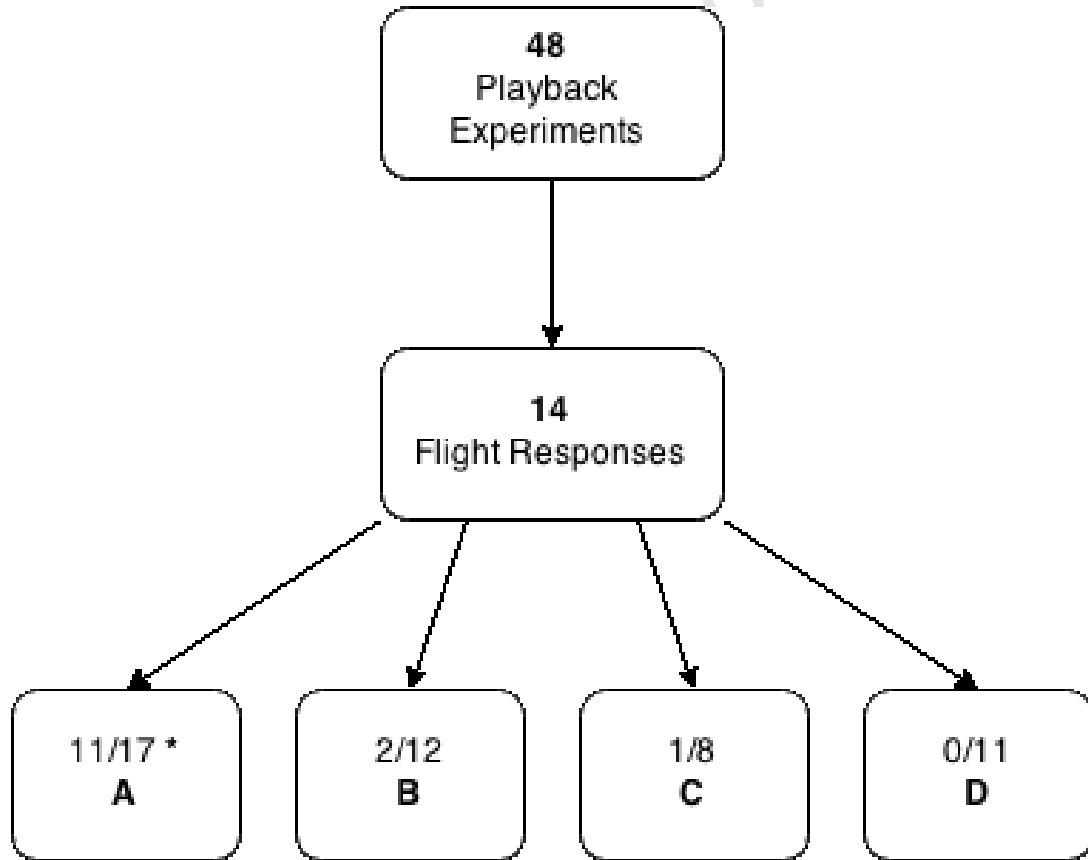 48
Playback
Experiments
14
Flight Responses
11/17 *
A
2/12
B
1/8
C
0/11
D